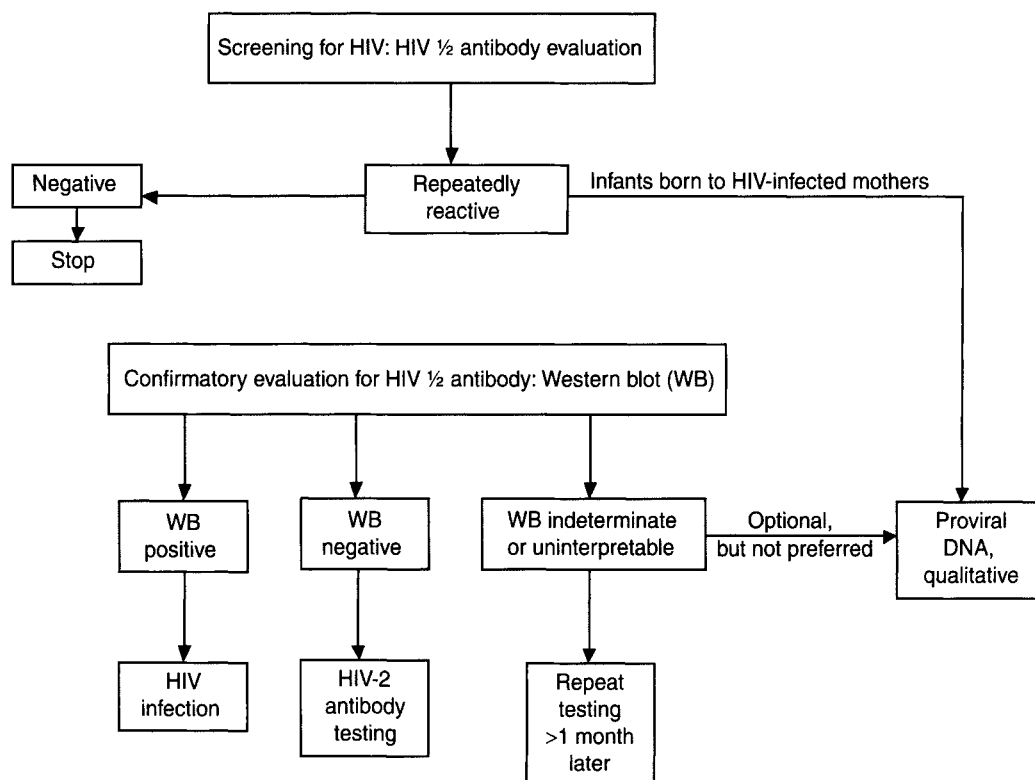 Screening for HIV: HIV ½ antibody evaluation
Negative
Repeatedly
reactive
Infants born to HIV-infected mothers
Stop
Confirmatory evaluation for HIV ½ antibody: Western blot (WB)
WB
positive
WB
negative
WB indeterminate
or uninterpretable
Optional,
but not preferred
Proviral
DNA,
qualitative
HIV
infection
HIV-2
antibody
testing
Repeat
testing
>1 month
later